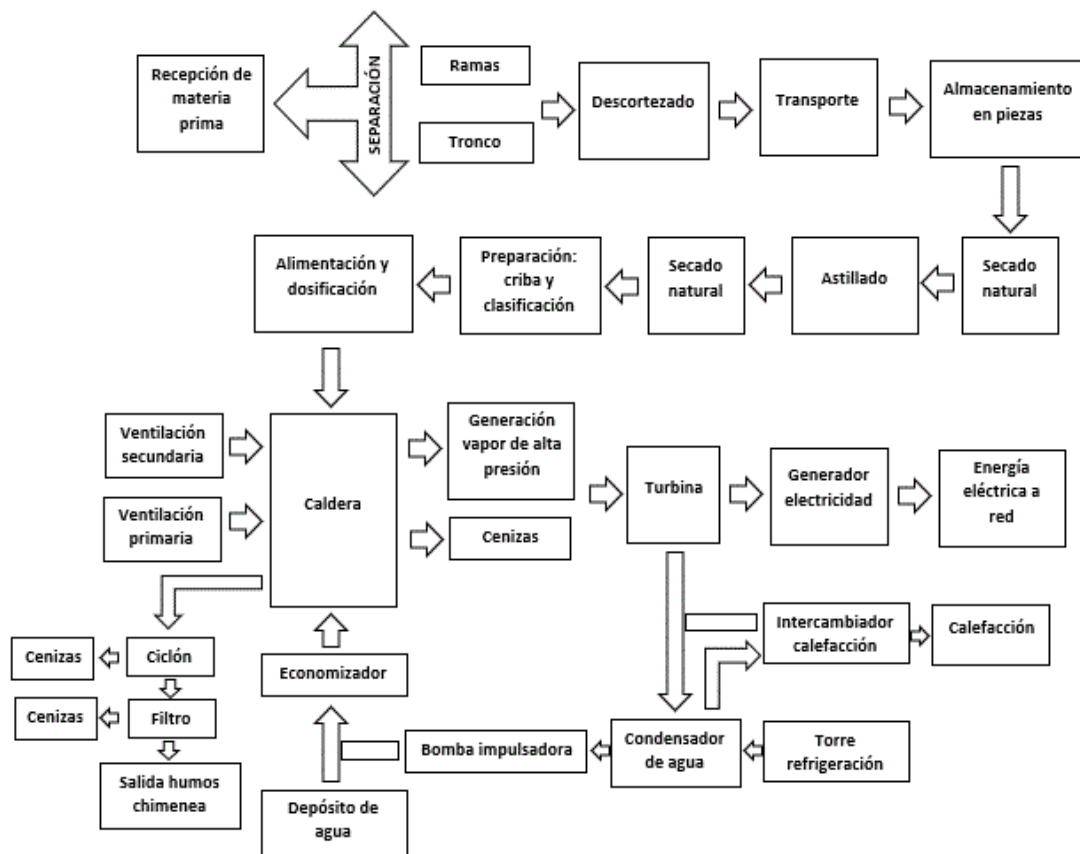 Recepción de
materia
prima
SEPARACIÓN
Ramas
Tronco
Descortezado
Transporte
Almacenamiento
en piezas
Alimentación y
dosificación
Preparación:
criba y
clasificación
Secado
natural
Astillado
Secado
natural
Ventilación
secundaria
Ventilación
primaria
Caldera
Generación
vapor de alta
presión
Cenizas
Turbina
Generador
electricidad
Energía
eléctrica a
red
Cenizas
Ciclón
Cenizas
Filtro
Salida humos
chimenea
Economizador
Intercambiador
calefacción
Calefacción
Bomba impulsadora
Condensador
de agua
Torre
refrigeración
Depósito de
agua